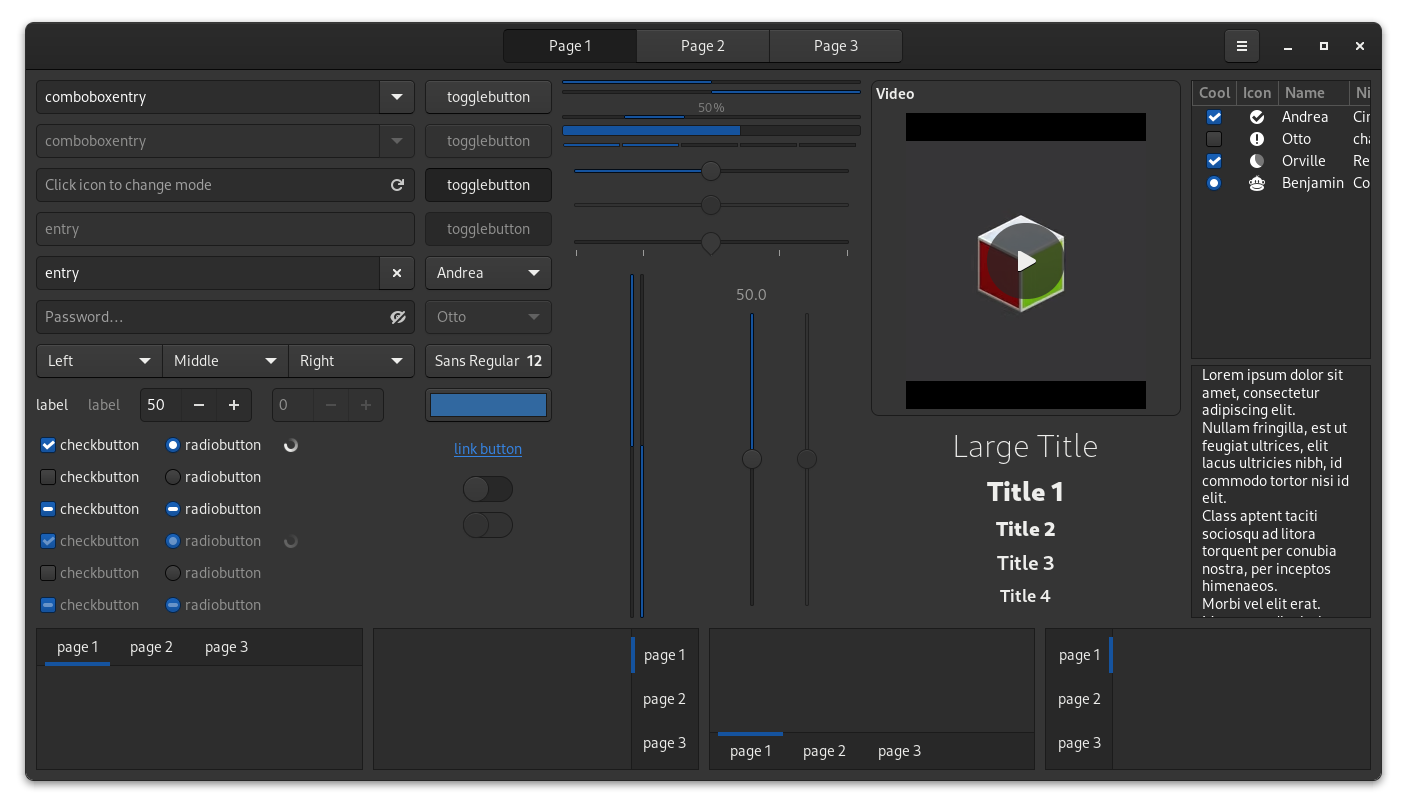 Page 1
Page 2
Page 3
comboboxentry
togglebutton
comboboxentry
togglebutton
Click icon to change mode
togglebutton
entry
togglebutton
entry
Andrea
Password…
Otto
Left
Middle
Right
Sans Regular 12
label
label
50
0
checkbutton
radiobutton
link button
checkbutton
radiobutton
checkbutton
radiobutton
checkbutton
radiobutton
checkbutton
radiobutton
checkbutton
radiobutton
50 %
50.0
Video
Large Title
Title 1
Title 2
Title 3
Title 4
Cool Icon Name
Andrea
Otto
Orville
Benjamin
Lorem ipsum dolor sit
amet, consectetur
adipiscing elit.
Nullam fringilla, est ut
feugiat ultrices, elit
lacus ultricies nibh, id
commodo tortor nisi id
elit.
Class aptent taciti
sociosqu ad litora
torquent per conubia
nostra, per inceptos
himenaeos.
Morbi vel elit erat.
page 1
page 2
page 3
page 1
page 2
page 3
page 1
page 2
page 3
page 1
page 2
page 3